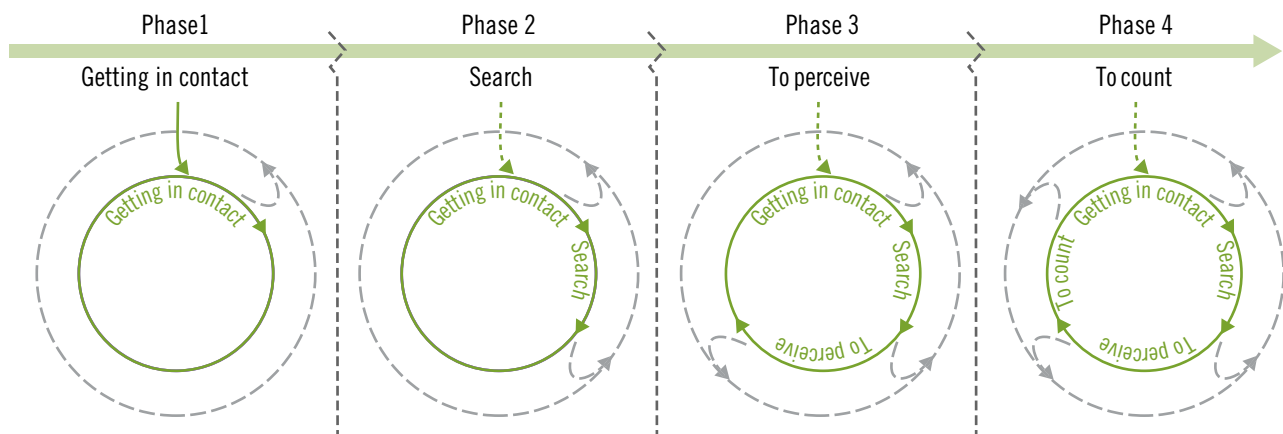 Phase1
Phase 2
Phase 3
Phase 4
Getting in contact
Search
To perceive
To count
Getting in contact
Getting in contact
Search
Getting in contact
Search
To perceive
Getting in contact
Search
To perceive
To count